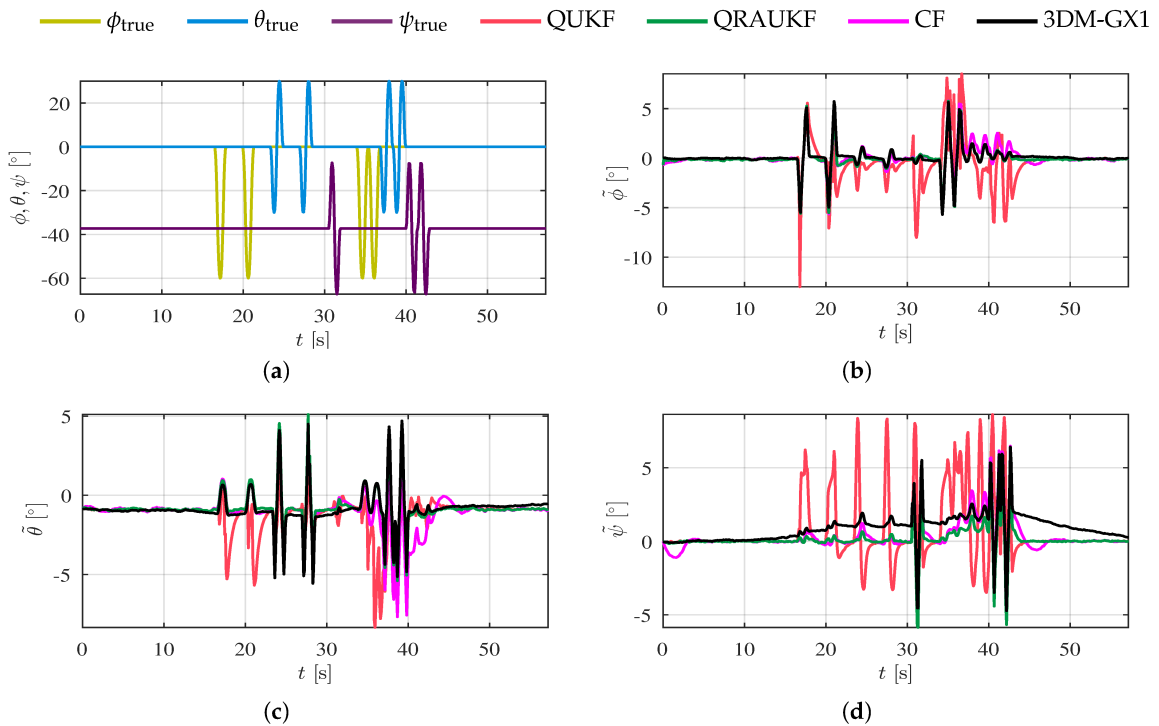 ϕtrue θtrue ψtrue QUKF QRAUKF CF 3DM-GX1
20
0
-20
-40
-60
ϕ, θ, ψ [°]
0 10 20 30 40 50
t [s]
(a)
5
0
-5
-10
ϕ̃ [°]
0 10 20 30 40 50
t [s]
(b)
5
0
-5
θ̃ [°]
0 10 20 30 40 50
t [s]
(c)
5
0
-5
ψ̃ [°]
0 10 20 30 40 50
t [s]
(d)